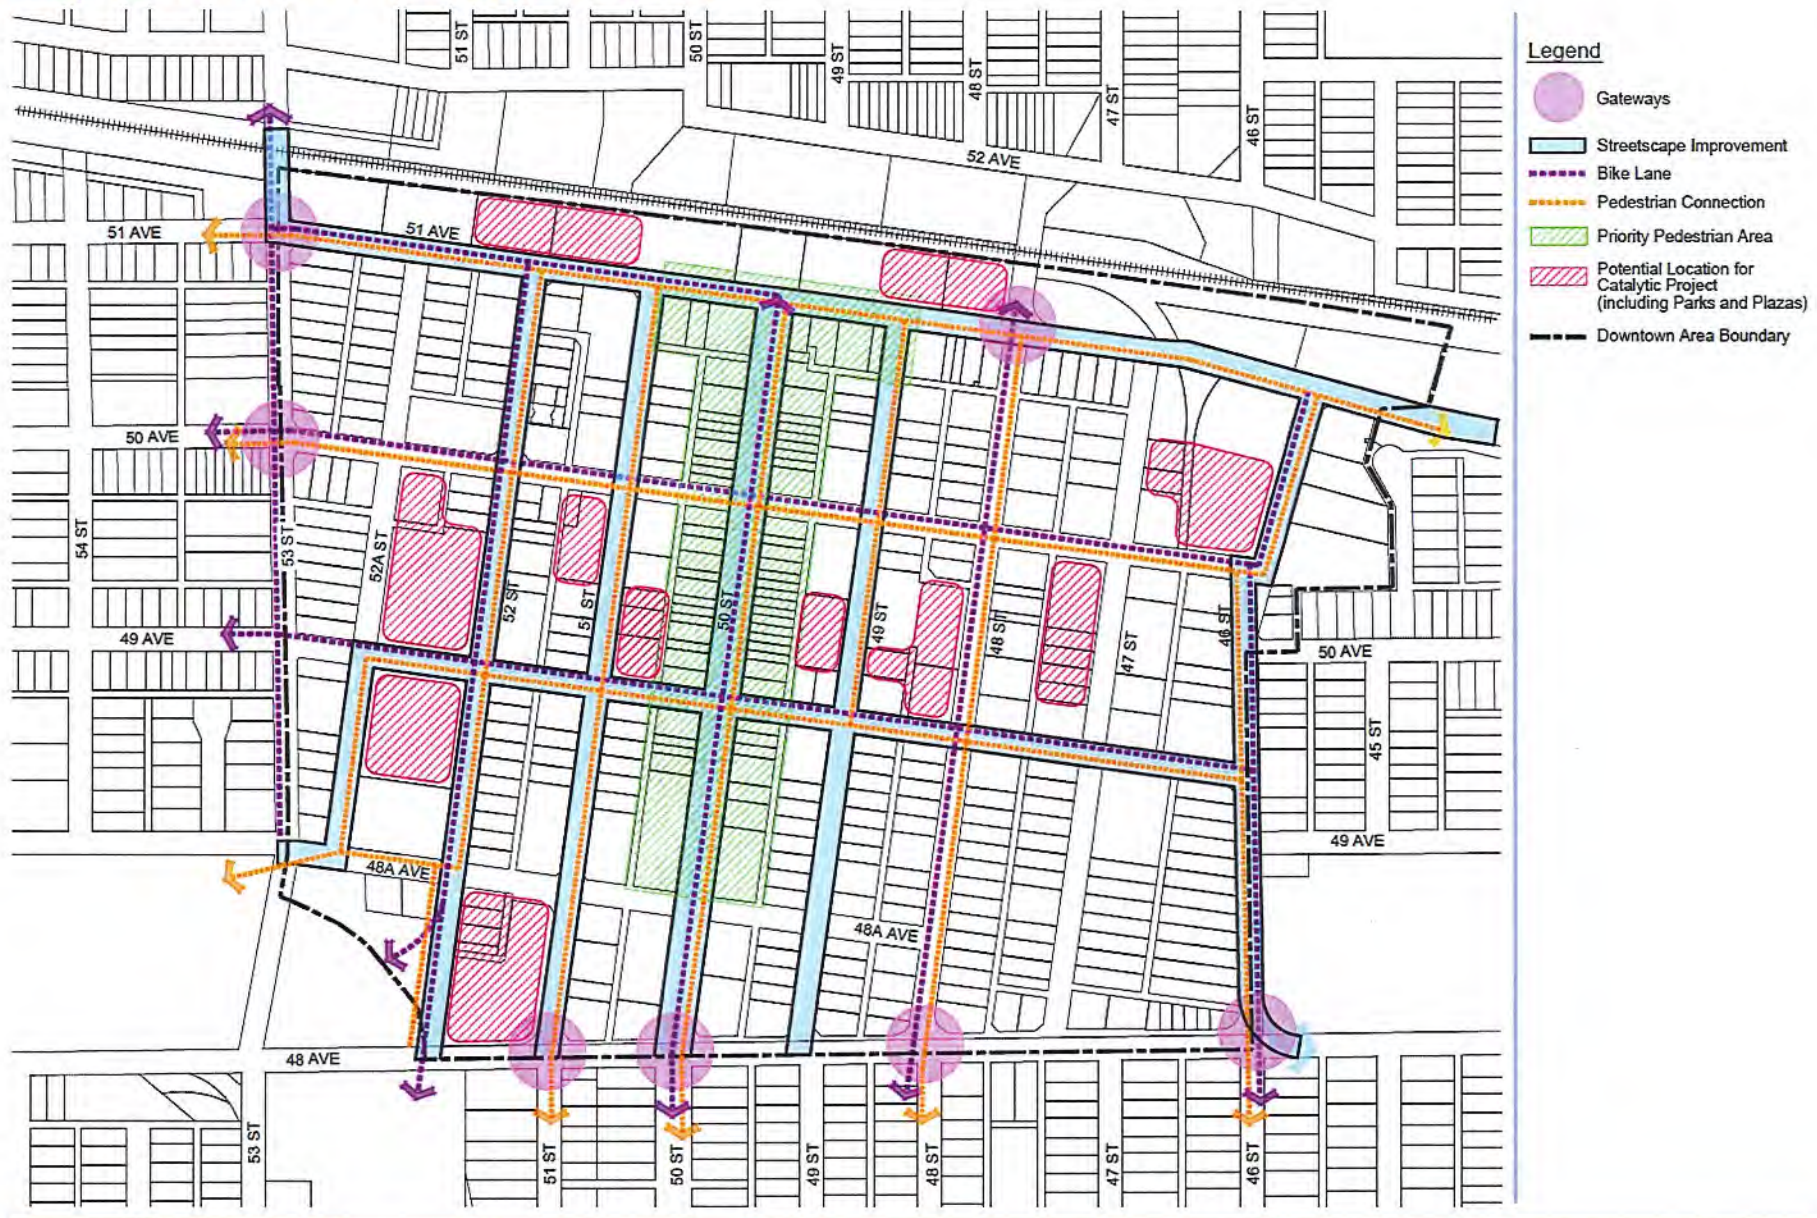 51 ST
50 ST
49 ST
48 ST
47 ST
46 ST
52 AVE
51 AVE
51 AVE
50 AVE
54 ST
53 ST
52A ST
52 ST
51 ST
50 ST
49 ST
48 ST
47 ST
46 ST
49 AVE
50 AVE
45 ST
49 AVE
48A AVE
48A AVE
48 AVE
53 ST
51 ST
50 ST
49 ST
48 ST
47 ST
46 ST
Legend
Gateways
Streetscape Improvement
Bike Lane
Pedestrian Connection
Priority Pedestrian Area
Potential Location for
Catalytic Project
(including Parks and Plazas)
Downtown Area Boundary